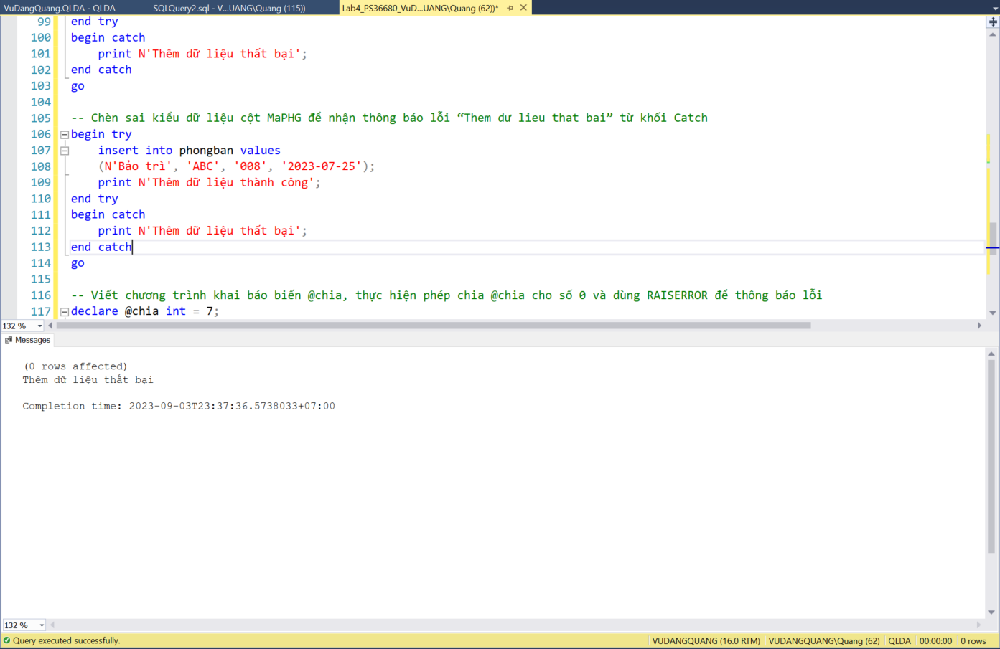 VuDangQuang.QLDA - QLDA
SQLQuery2.sql - V...UANG\Quang (115))
Lab4_PS36680_VuD...UANG\Quang (62))*
99 end try
100 begin catch
101 print N'Thêm dữ liệu thất bại';
102 end catch
103 go
104
105 -- Chèn sai kiểu dữ liệu cột MaPHG để nhận thông báo lỗi “Them dư lieu that bai” từ khối Catch
106 begin try
107 insert into phongban values
108 (N'Bảo trì', 'ABC', '008', '2023-07-25');
109 print N'Thêm dữ liệu thành công';
110 end try
111 begin catch
112 print N'Thêm dữ liệu thất bại';
113 end catch
114 go
115
116 -- Viết chương trình khai báo biến @chia, thực hiện phép chia @chia cho số 0 và dùng RAISERROR để thông báo lỗi
117 declare @chia int = 7;
132 %
Messages
(0 rows affected)
Thêm dữ liệu thất bại
Completion time: 2023-09-03T23:37:36.5738033+07:00
132 %
Query executed successfully.
VUDANGQUANG (16.0 RTM)
VUDANGQUANG\Quang (62)
QLDA
00:00:00
0 rows